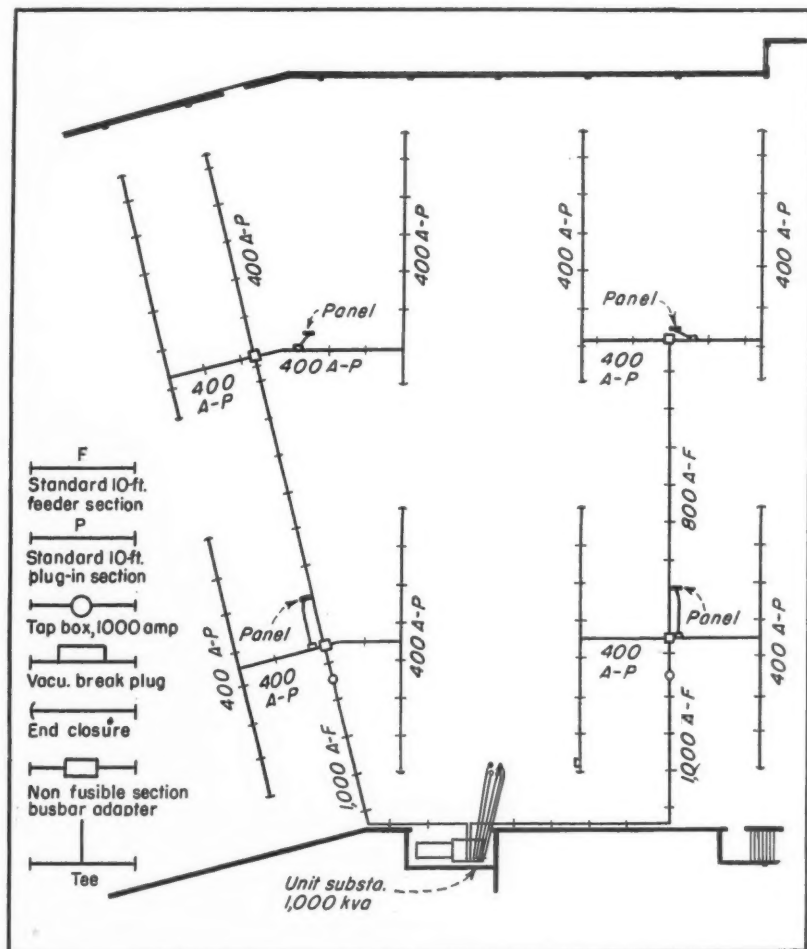 400 A-P
400 A-P
400 A-P
400 A-P
Panel
Panel
400
A-P
400 A-P
400
A-P
F
Standard 10-ft.
feeder section
P
Standard 10-ft.
plug-in section
Tap box, 1000 amp
Vacu. break plug
End closure
Non fusible section
busbar adapter
Tee
800 A-F
400 A-P
Panel
400
A-P
400 A-P
Panel
400
A-P
400 A-P
1,000 A-F
1,000 A-F
Unit substa.
1,000 kva